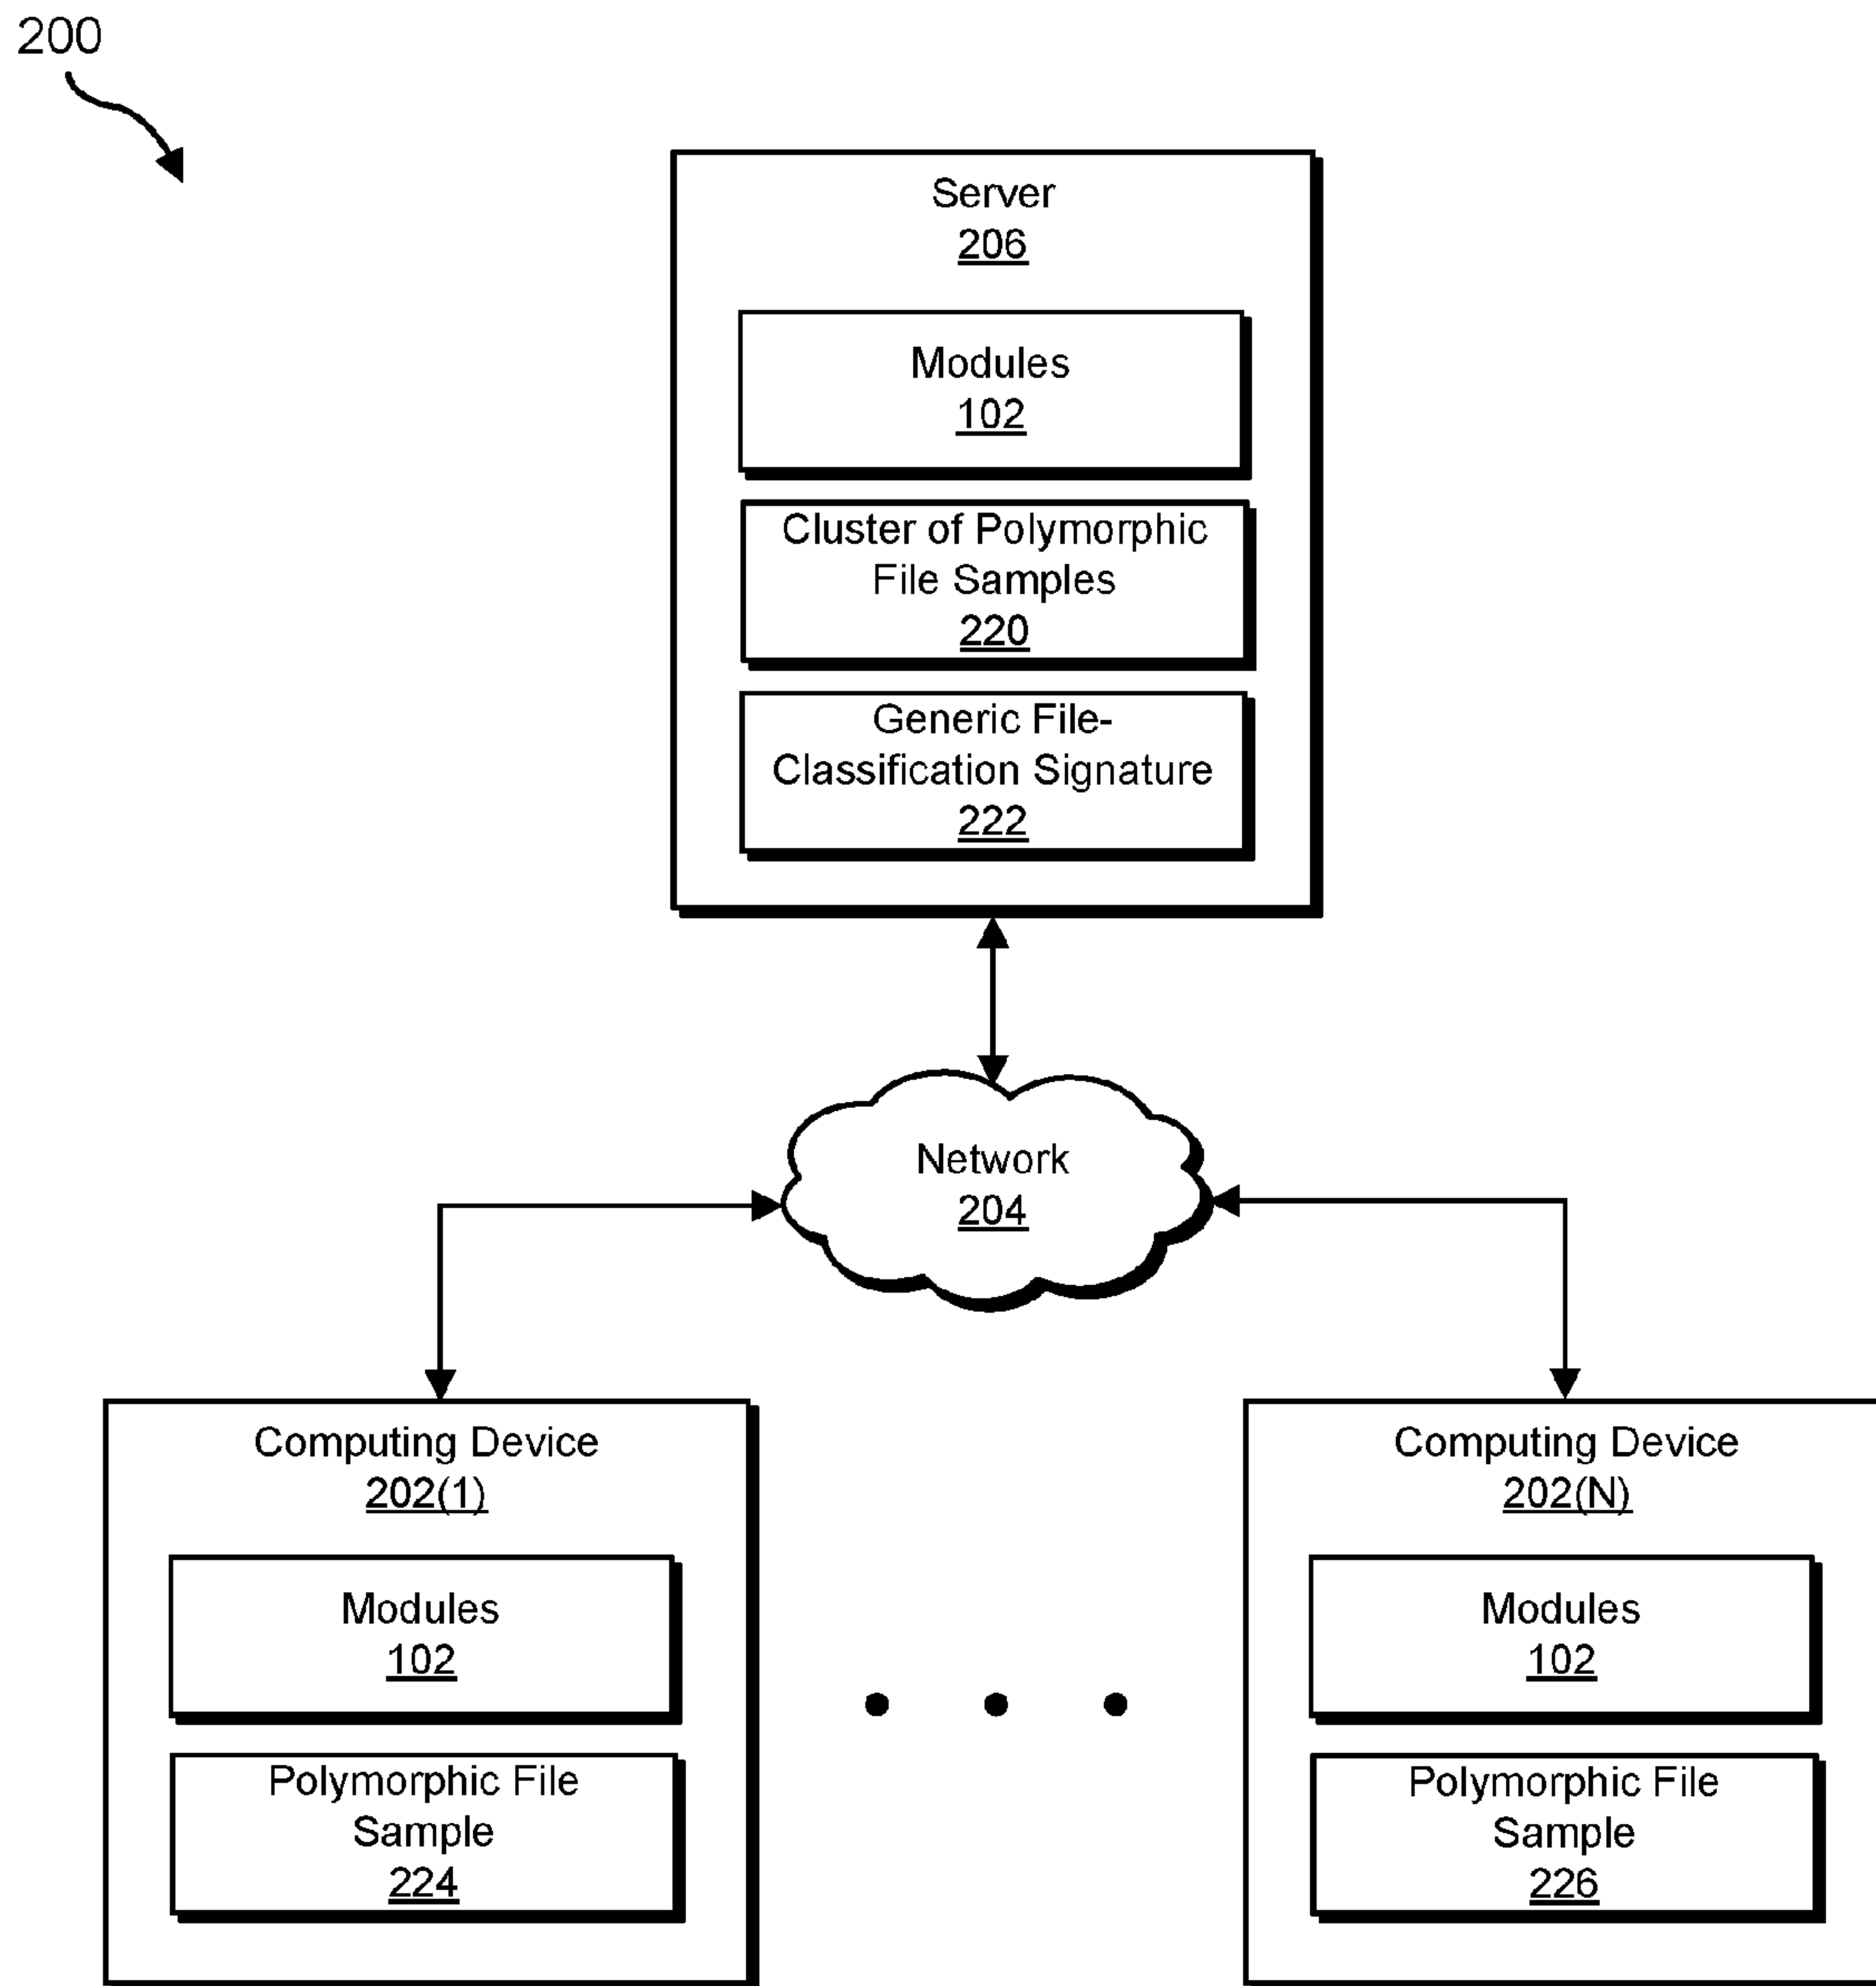 200
Server
206
Modules
102
Cluster of Polymorphic
File Samples
220
Generic File-
Classification Signature
222
Network
204
Computing Device
202(1)
Modules
102
Polymorphic File
Sample
224
Computing Device
202(N)
Modules
102
Polymorphic File
Sample
226